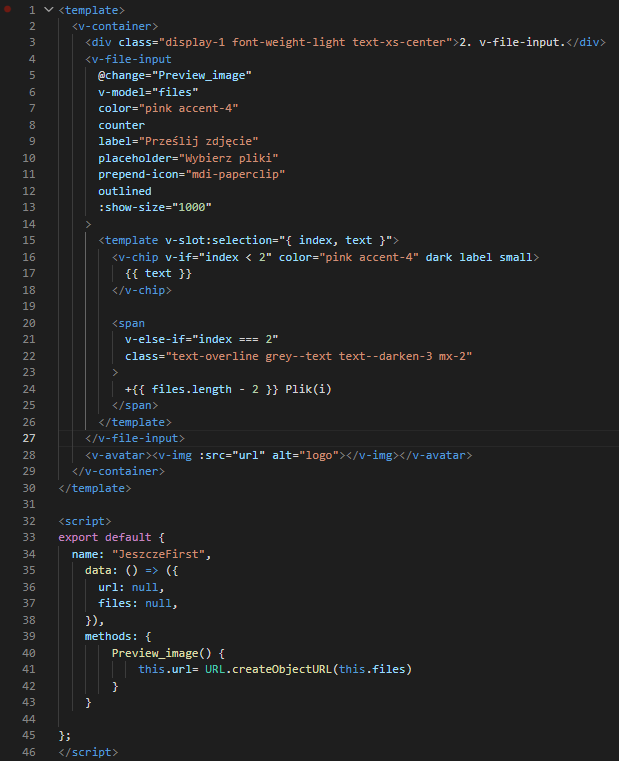 1 <template>
2 <v-container>
3 <div class="display-1 font-weight-light text-xs-center">2. v-file-input.</div>
4 <v-file-input
5 @change="Preview_image"
6 v-model="files"
7 color="pink accent-4"
8 counter
9 label="Prześlij zdjęcie"
10 placeholder="Wybierz pliki"
11 prepend-icon="mdi-paperclip"
12 outlined
13 :show-size="1000"
14 >
15 <template v-slot:selection="{ index, text }">
16 <v-chip v-if="index < 2" color="pink accent-4" dark label small>
17 {{ text }}
18 </v-chip>
19
20 <span
21 v-else-if="index === 2"
22 class="text-overline grey--text text--darken-3 mx-2"
23 >
24 +{{ files.length - 2 }} Plik(i)
25 </span>
26 </template>
27 </v-file-input>
28 <v-avatar><v-img :src="url" alt="logo"></v-img></v-avatar>
29 </v-container>
30 </template>
31
32 <script>
33 export default {
34 name: "JeszczeFirst",
35 data: () => ({
36 url: null,
37 files: null,
38 }),
39 methods: {
40 Preview_image() {
41 this.url= URL.createObjectURL(this.files)
42 }
43 }
44
45 };
46 </script>